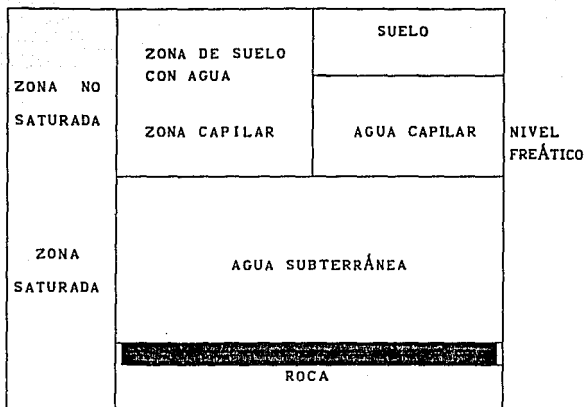 SUELO
ZONA DE SUELO
CON AGUA
ZONA NO
SATURADA
ZONA CAPILAR
AGUA CAPILAR
NIVEL
FREÁTICO
ZONA
SATURADA
AGUA SUBTERRÁNEA
ROCA